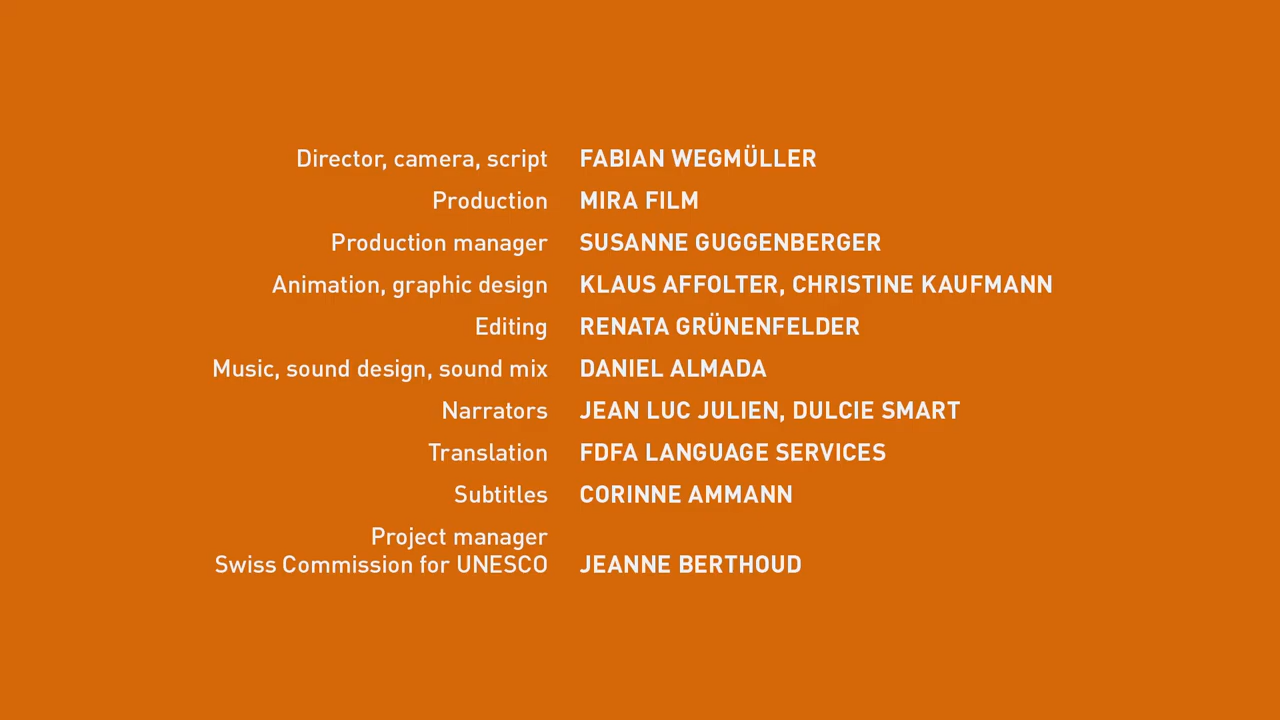 Director, camera, script FABIAN WEGMÜLLER
Production MIRA FILM
Production manager SUSANNE GUGGENBERGER
Animation, graphic design KLAUS AFFOLTER, CHRISTINE KAUFMANN
Editing RENATA GRÜNENFELDER
Music, sound design, sound mix DANIEL ALMADA
Narrators JEAN LUC JULIEN, DULCIE SMART
Translation FDFA LANGUAGE SERVICES
Subtitles CORINNE AMMANN
Project manager
Swiss Commission for UNESCO JEANNE BERTHOUD